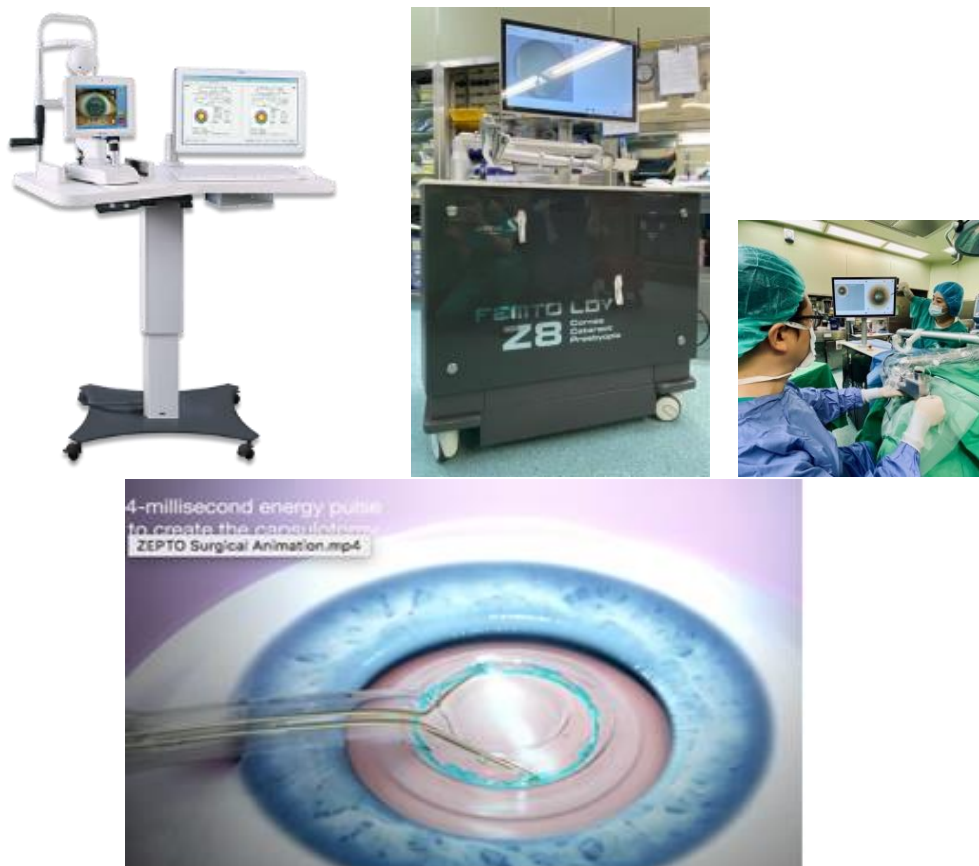 FEMTO LDV
Z8
Cornea
Cataract
Presbyopia
4-millisecond energy pulse
to create the capsulotomy
ZEPTO Surgical Animation.mp4